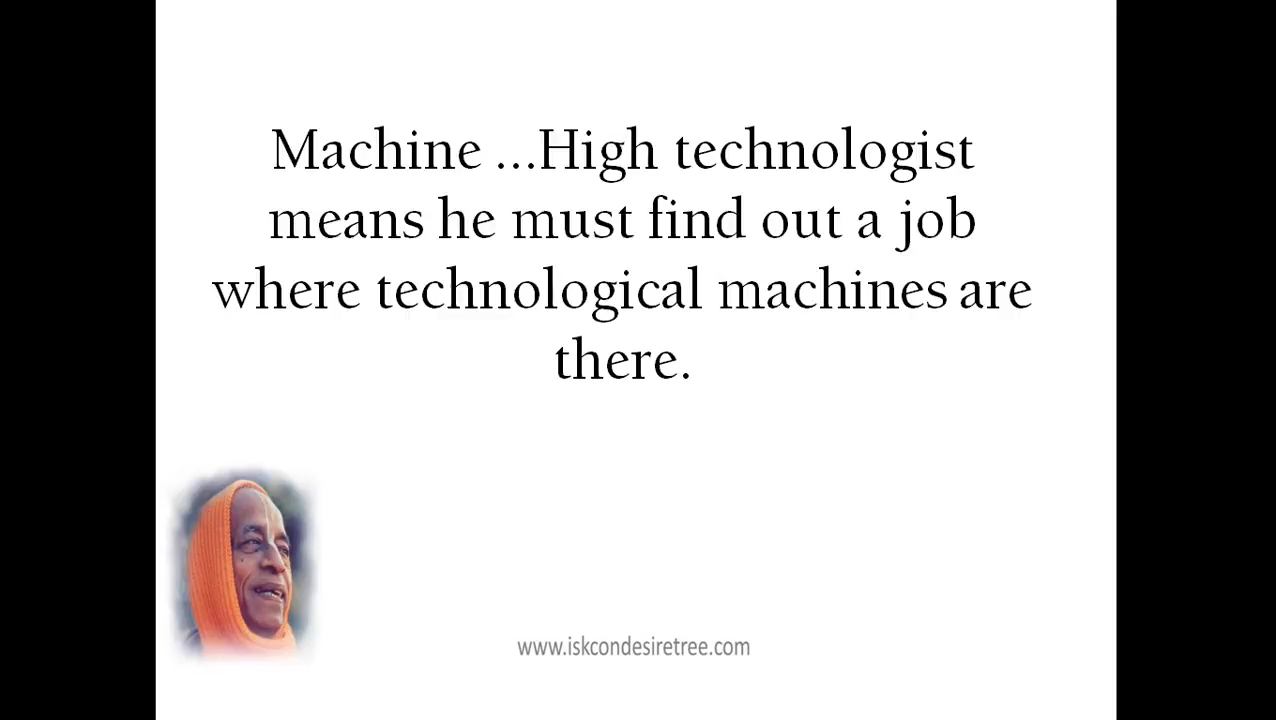 Machine ...High technologist
means he must find out a job
where technological machines are
there.
www.iskcondesiretree.com